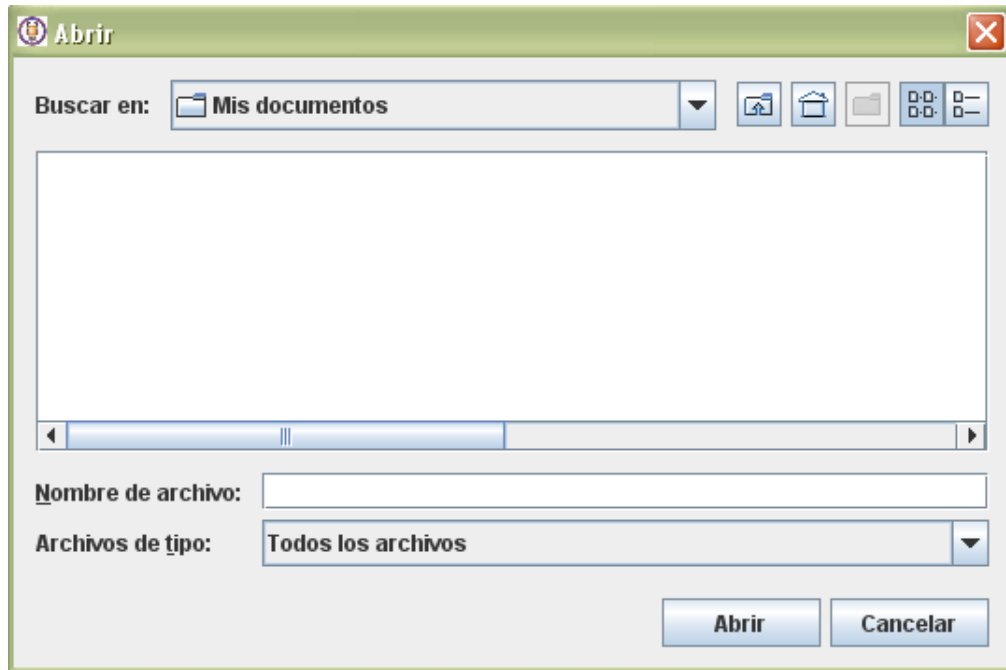 Abrir
Buscar en: Mis documentos
Nombre de archivo:
Archivos de tipo: Todos los archivos
Abrir Cancelar